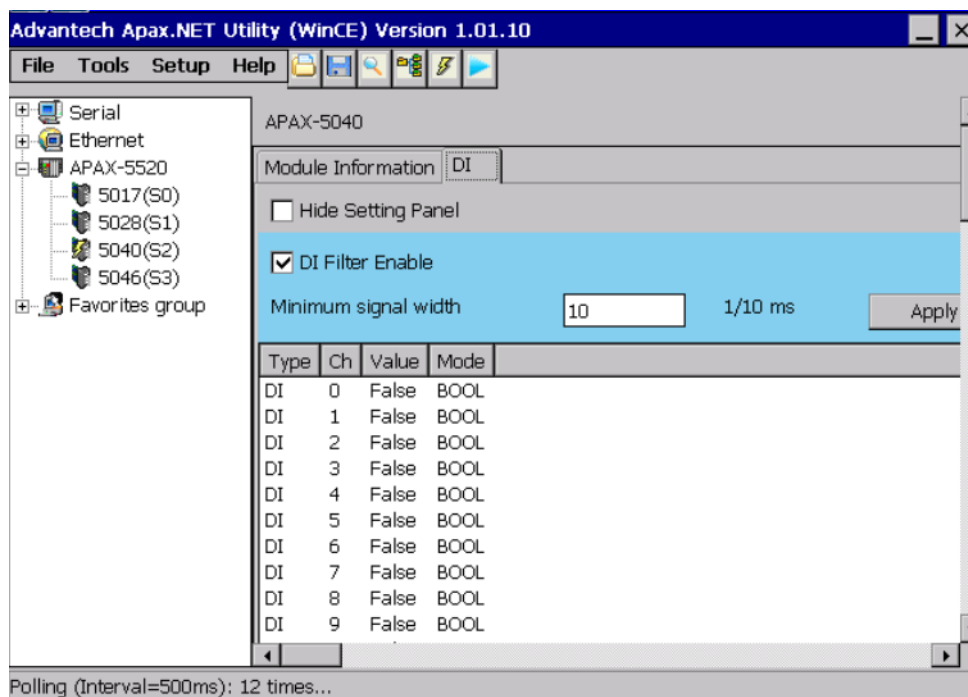 Advantech Apax.NET Utility (WinCE) Version 1.01.10
File Tools Setup Help
Serial
Ethernet
APAX-5520
5017(S0)
5028(S1)
5040(S2)
5046(S3)
Favorites group
APAX-5040
Module Information DI
Hide Setting Panel
DI Filter Enable
Minimum signal width 10 1/10 ms Apply
Type Ch Value Mode
DI 0 False BOOL
DI 1 False BOOL
DI 2 False BOOL
DI 3 False BOOL
DI 4 False BOOL
DI 5 False BOOL
DI 6 False BOOL
DI 7 False BOOL
DI 8 False BOOL
DI 9 False BOOL
Polling (Interval=500ms): 12 times...